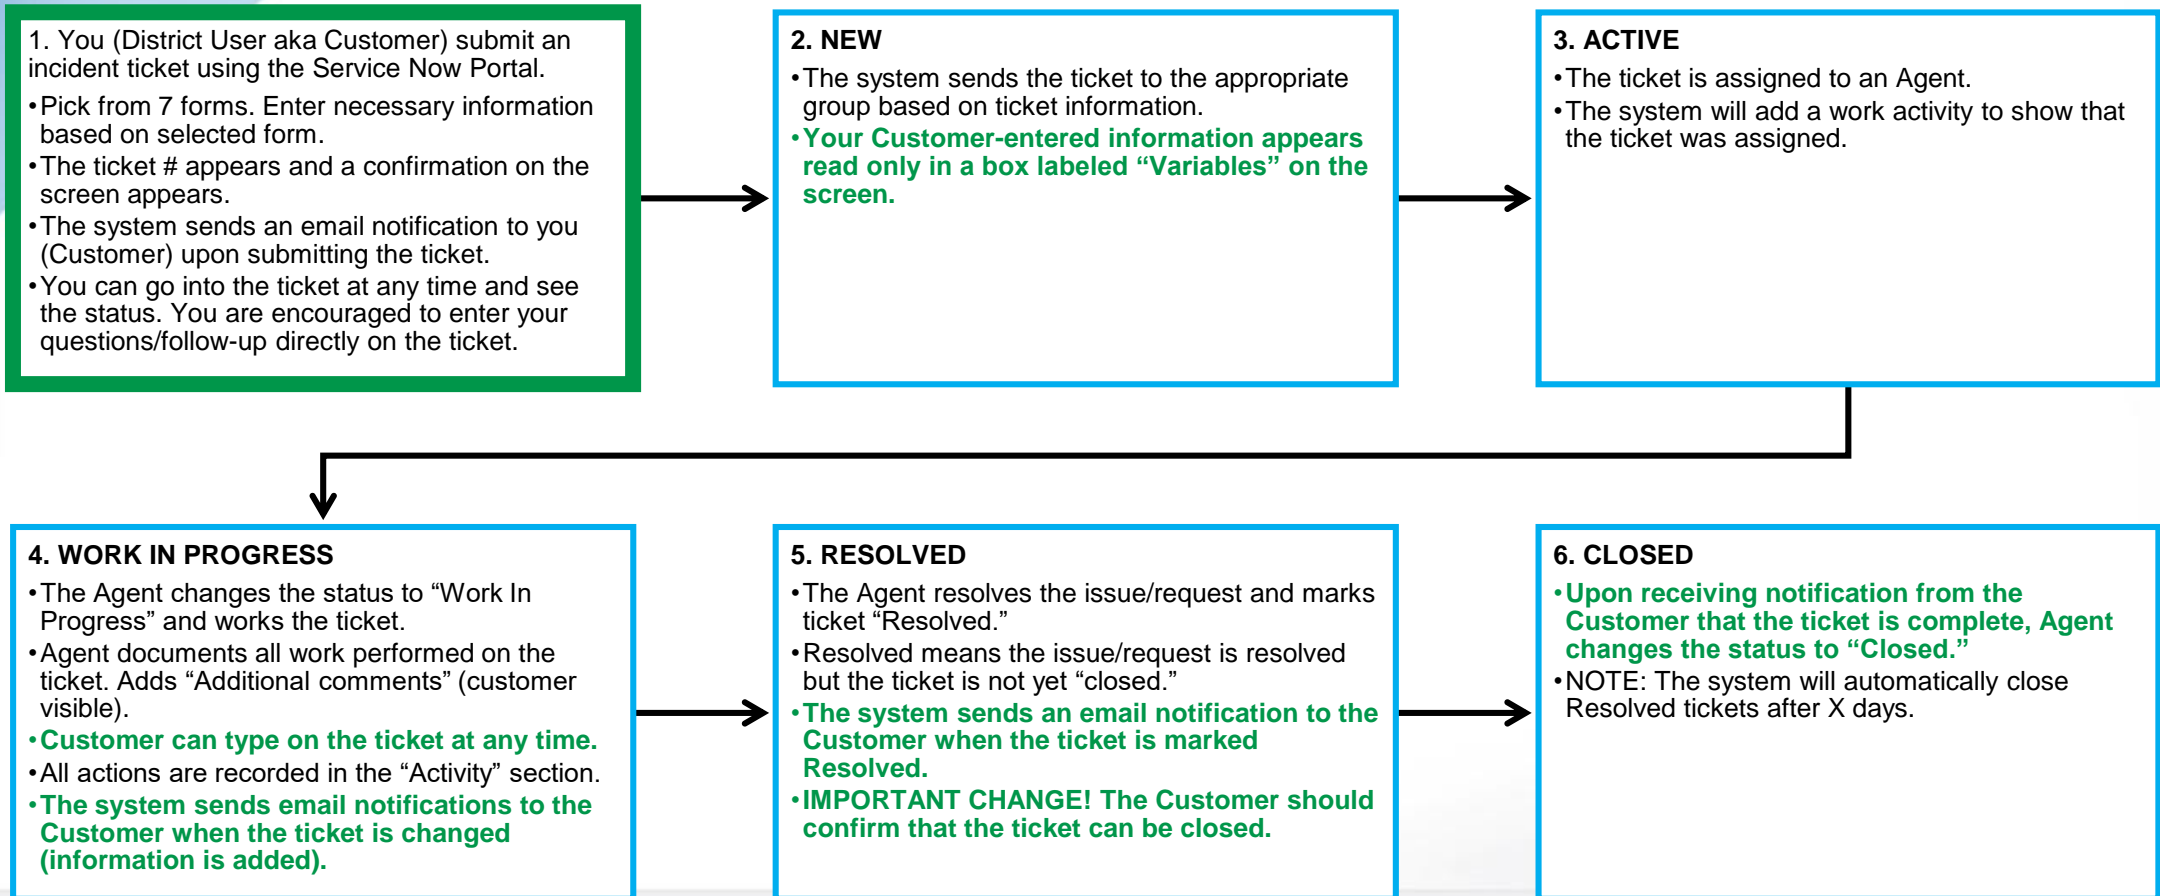 1. You (District User aka Customer) submit an
incident ticket using the Service Now Portal.
•Pick from 7 forms. Enter necessary information
based on selected form.
•The ticket # appears and a confirmation on the
screen appears.
•The system sends an email notification to you
(Customer) upon submitting the ticket.
•You can go into the ticket at any time and see
the status. You are encouraged to enter your
questions/follow-up directly on the ticket.
2. NEW
•The system sends the ticket to the appropriate
group based on ticket information.
•Your Customer-entered information appears
read only in a box labeled “Variables” on the
screen.
3. ACTIVE
•The ticket is assigned to an Agent.
•The system will add a work activity to show that
the ticket was assigned.
4. WORK IN PROGRESS
•The Agent changes the status to “Work In
Progress” and works the ticket.
•Agent documents all work performed on the
ticket. Adds “Additional comments” (customer
visible).
•Customer can type on the ticket at any time.
•All actions are recorded in the “Activity” section.
•The system sends email notifications to the
Customer when the ticket is changed
(information is added).
5. RESOLVED
•The Agent resolves the issue/request and marks
ticket “Resolved.”
•Resolved means the issue/request is resolved
but the ticket is not yet “closed.”
•The system sends an email notification to the
Customer when the ticket is marked
Resolved.
•IMPORTANT CHANGE! The Customer should
confirm that the ticket can be closed.
6. CLOSED
•Upon receiving notification from the
Customer that the ticket is complete, Agent
changes the status to “Closed.”
•NOTE: The system will automatically close
Resolved tickets after X days.